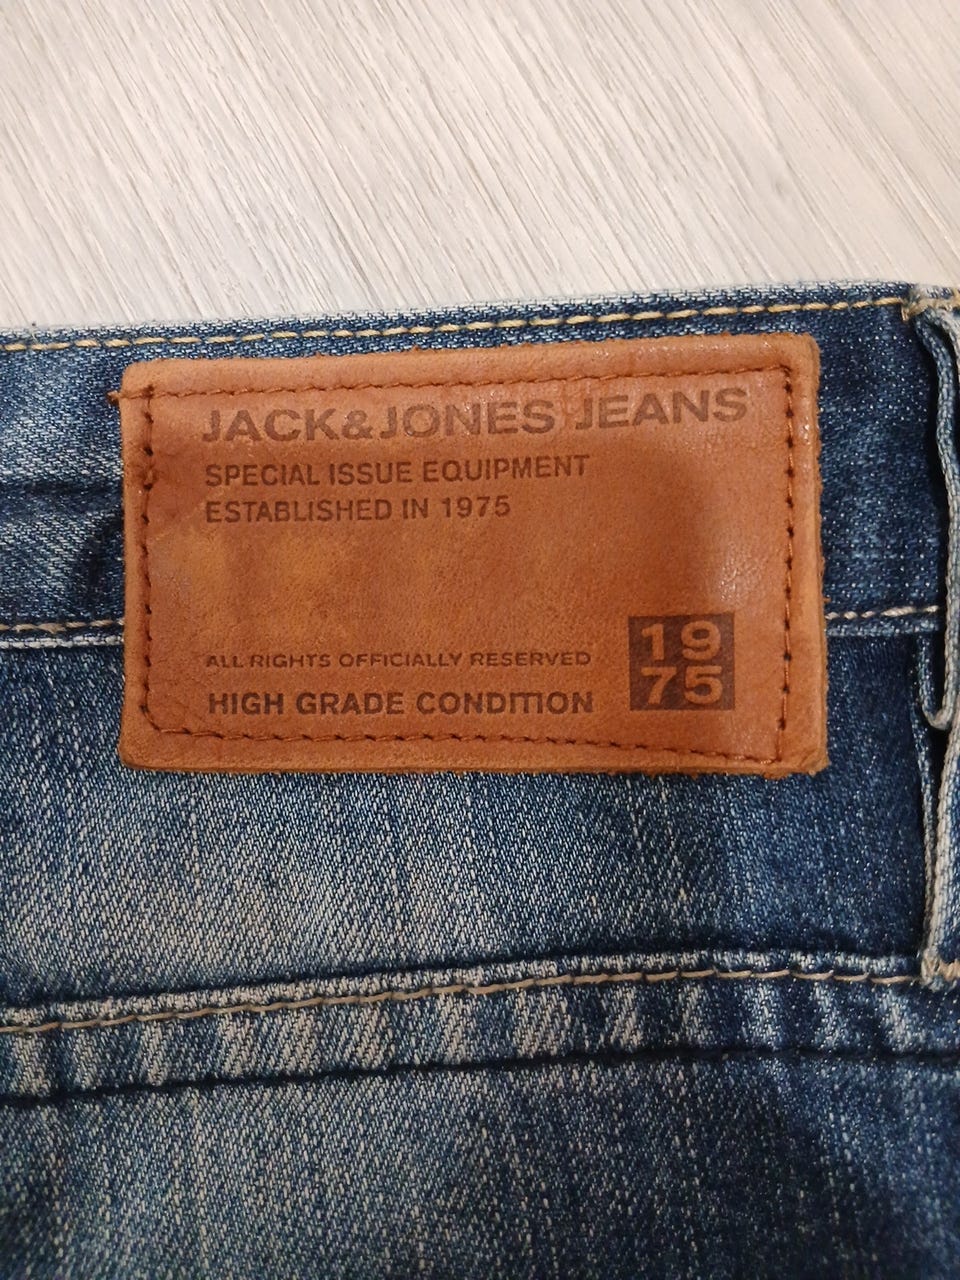 JACK&JONES JEANS
SPECIAL ISSUE EQUIPMENT
ESTABLISHED IN 1975
ALL RIGHTS OFFICIALLY RESERVED
HIGH GRADE CONDITION
19
75